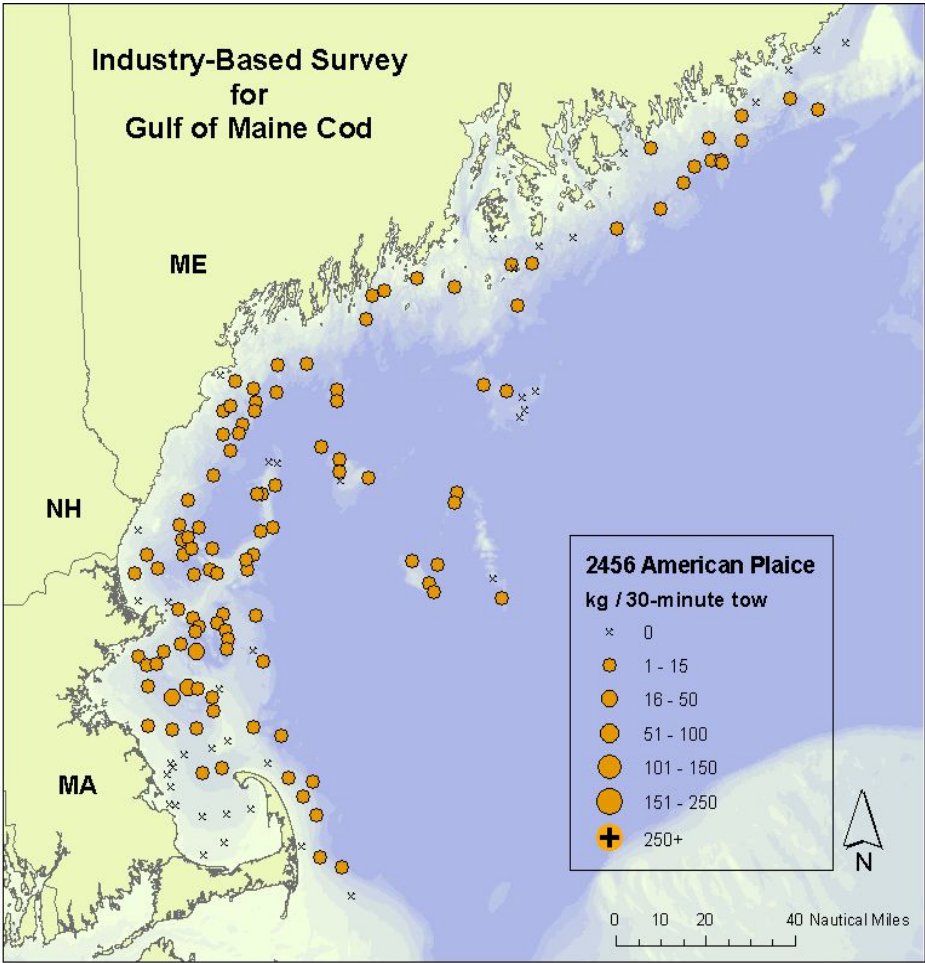 Industry-Based Survey
for
Gulf of Maine Cod
ME
NH
MA
2456 American Plaice
kg / 30-minute tow
0
1 - 15
16 - 50
51 - 100
101 - 150
151 - 250
250+
N
0 10 20 40 Nautical Miles